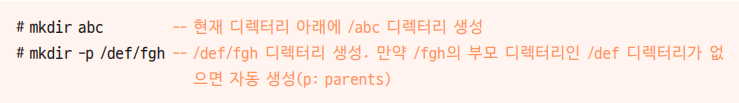 # mkdir abc -- 현재 디렉터리 아래에 /abc 디렉터리 생성
# mkdir -p /def/fgh -- /def/fgh 디렉터리 생성. 만약 /fgh의 부모 디렉터리인 /def 디렉터리가 없
으면 자동 생성(p: parents)